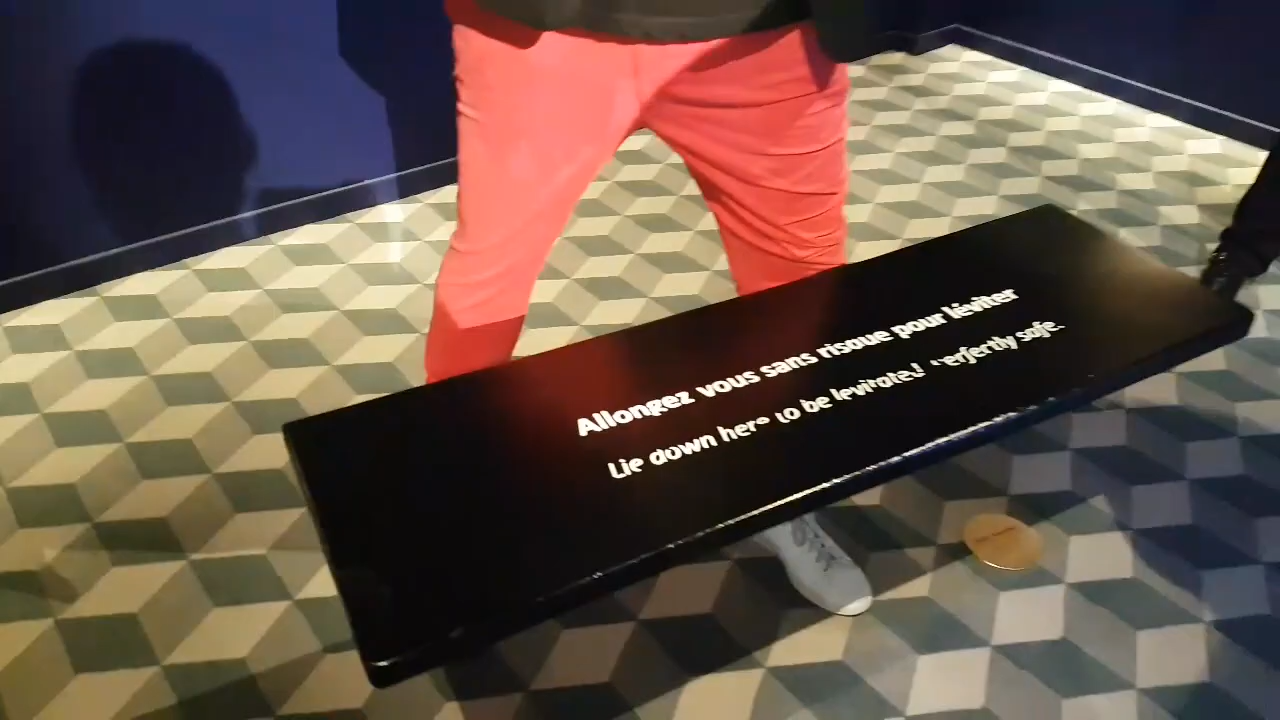 Allongez vous sans risque pour léviter
Lie down here to be levitated perfectly safe.